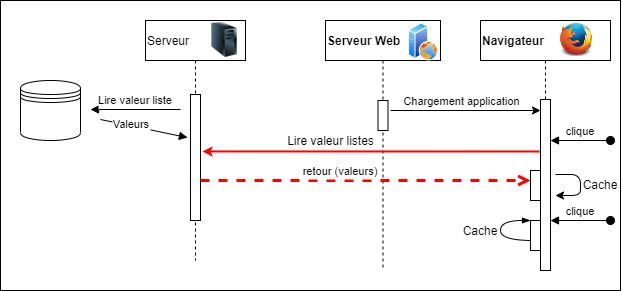 Serveur
Serveur Web
Navigateur
Lire valeur liste
Chargement application
Valeurs
clique
Lire valeur listes
retour (valeurs)
Cache
clique
Cache